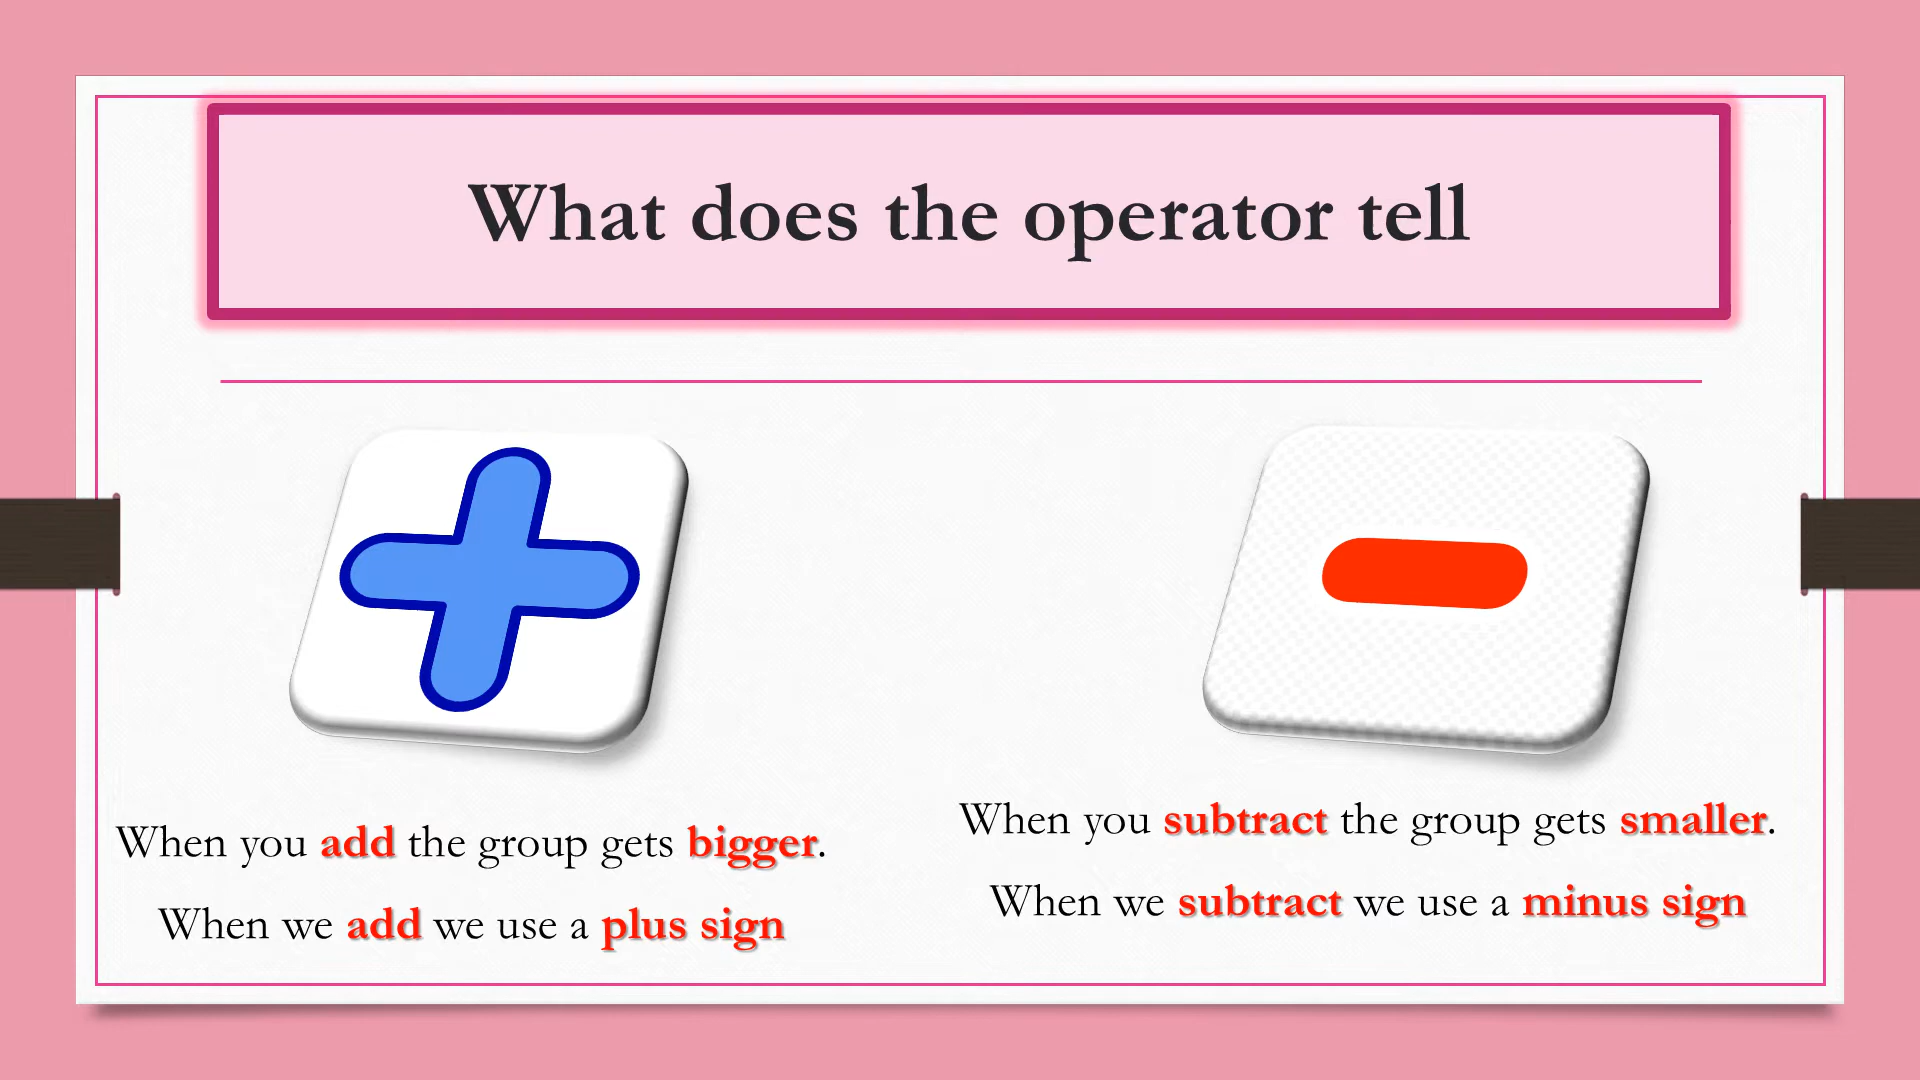 What does the operator tell
When you add the group gets bigger.
When we add we use a plus sign
When you subtract the group gets smaller.
When we subtract we use a minus sign